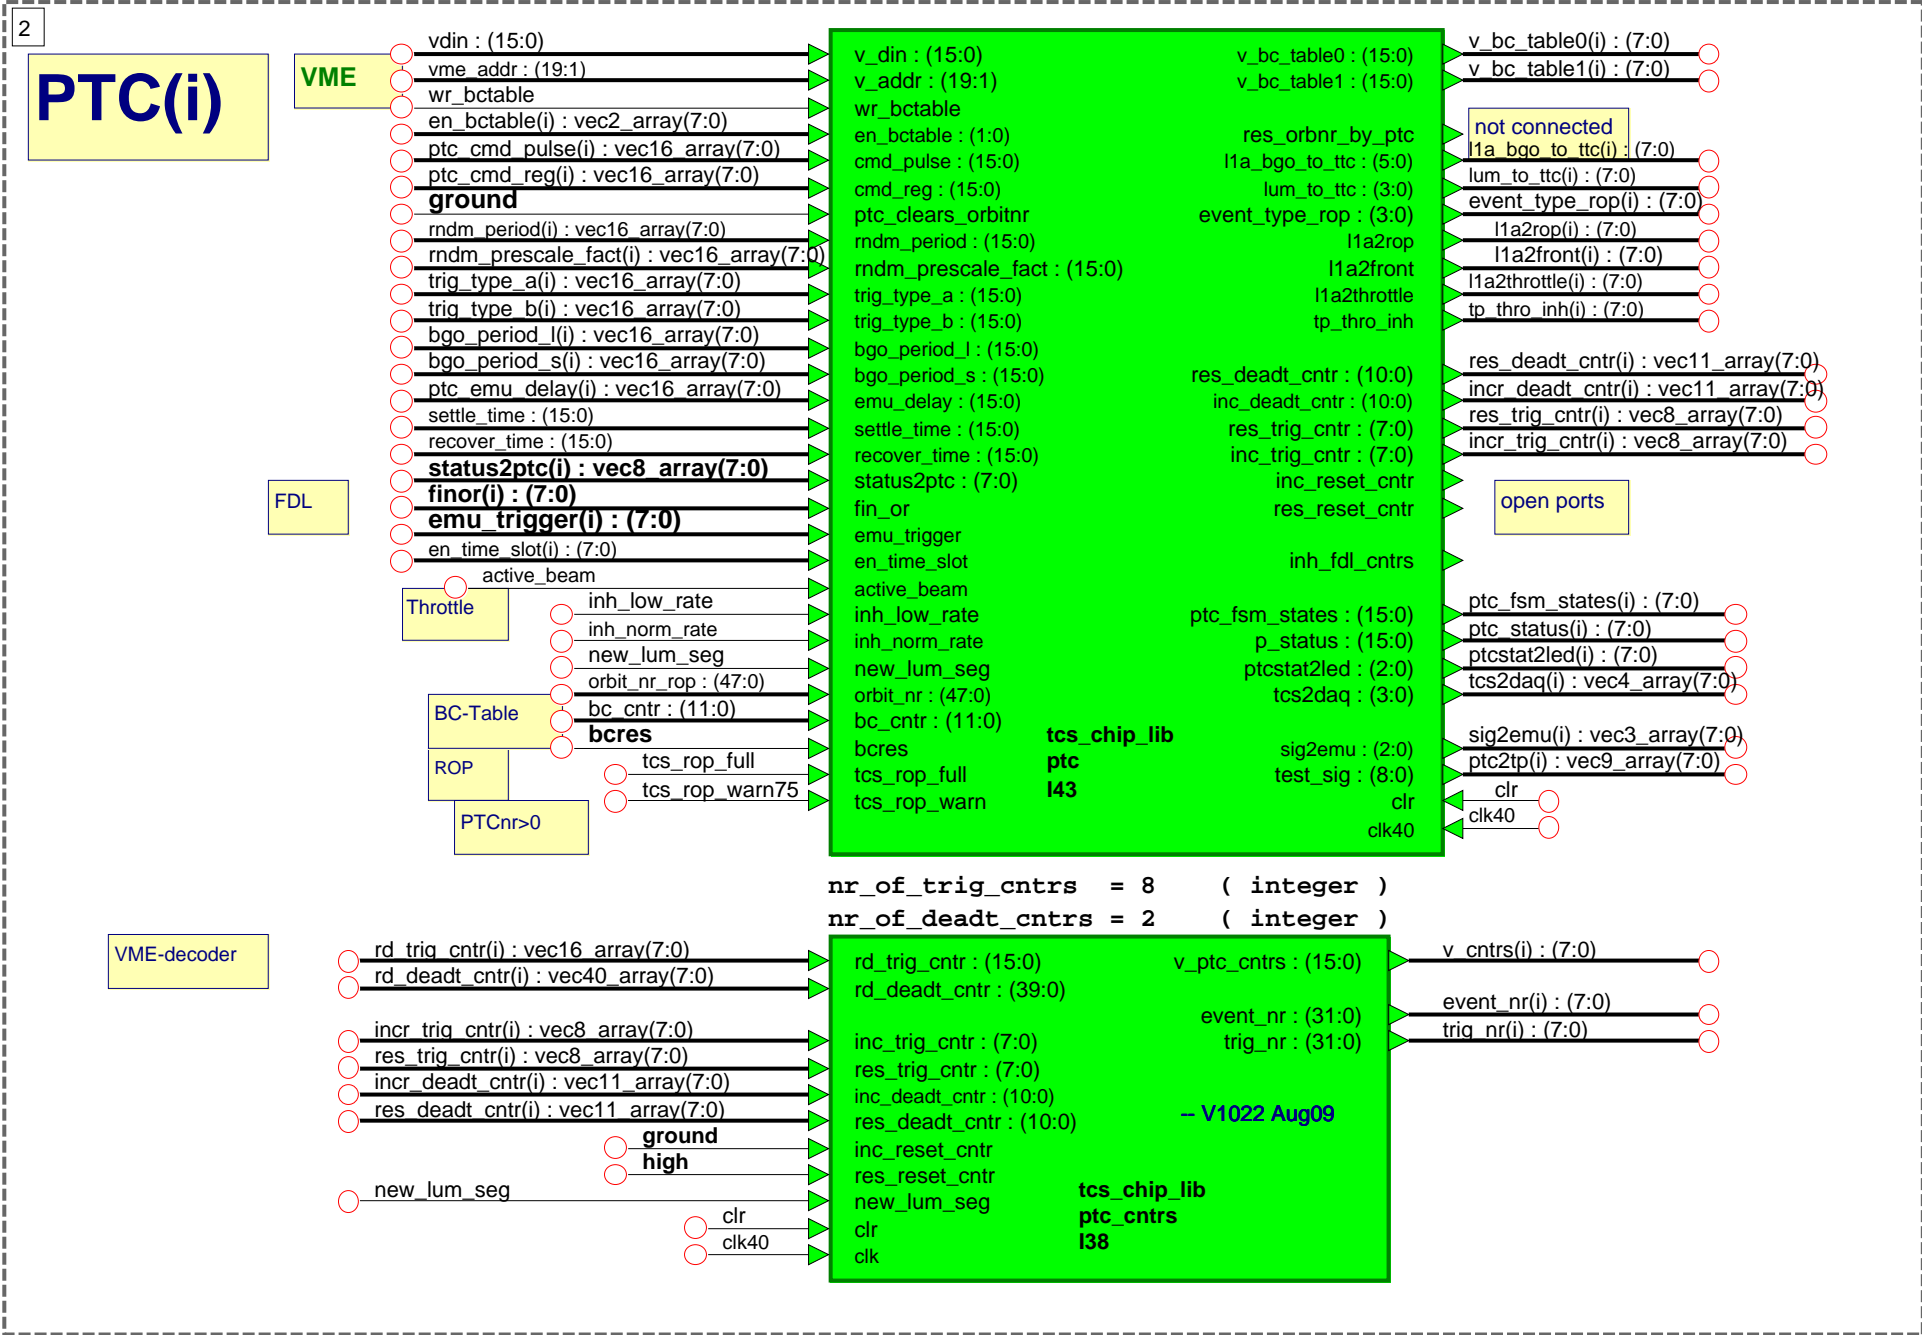 2
PTC(i)
VME
vdin : (15:0)
vme_addr : (19:1)
wr_bctable
en_bctable(i) : vec2_array(7:0)
ptc_cmd_pulse(i) : vec16_array(7:0)
ptc_cmd_reg(i) : vec16_array(7:0)
ground
rndm_period(i) : vec16_array(7:0)
rndm_prescale_fact(i) : vec16_array(7:0)
trig_type_a(i) : vec16_array(7:0)
trig_type_b(i) : vec16_array(7:0)
bgo_period_l(i) : vec16_array(7:0)
bgo_period_s(i) : vec16_array(7:0)
ptc_emu_delay(i) : vec16_array(7:0)
settle_time : (15:0)
recover_time : (15:0)
status2ptc(i) : vec8_array(7:0)
FDL
finor(i) : (7:0)
emu_trigger(i) : (7:0)
en_time_slot(i) : (7:0)
active_beam
Throttle
inh_low_rate
inh_norm_rate
new_lum_seg
orbit_nr_rop : (47:0)
BC-Table
bc_cntr : (11:0)
bcres
ROP
tcs_rop_full
tcs_rop_warn75
PTCnr>0
v_din : (15:0)
v_addr : (19:1)
wr_bctable
en_bctable : (1:0)
cmd_pulse : (15:0)
cmd_reg : (15:0)
ptc_clears_orbitnr
rndm_period : (15:0)
rndm_prescale_fact : (15:0)
trig_type_a : (15:0)
trig_type_b : (15:0)
bgo_period_l : (15:0)
bgo_period_s : (15:0)
emu_delay : (15:0)
settle_time : (15:0)
recover_time : (15:0)
status2ptc : (7:0)
fin_or
emu_trigger
en_time_slot
active_beam
inh_low_rate
inh_norm_rate
new_lum_seg
orbit_nr : (47:0)
bc_cntr : (11:0)
bcres
tcs_rop_full
tcs_rop_warn
tcs_chip_lib
ptc
I43
v_bc_table0 : (15:0)
v_bc_table1 : (15:0)
res_orbnr_by_ptc
l1a_bgo_to_ttc : (5:0)
lum_to_ttc : (3:0)
event_type_rop : (3:0)
l1a2rop
l1a2front
l1a2throttle
tp_thro_inh
res_deadt_cntr : (10:0)
inc_deadt_cntr : (10:0)
res_trig_cntr : (7:0)
inc_trig_cntr : (7:0)
inc_reset_cntr
res_reset_cntr
inh_fdl_cntrs
ptc_fsm_states : (15:0)
p_status : (15:0)
ptcstat2led : (2:0)
tcs2daq : (3:0)
sig2emu : (2:0)
test_sig : (8:0)
clr
clk40
v_bc_table0(i) : (7:0)
v_bc_table1(i) : (7:0)
not connected
l1a_bgo_to_ttc(i) : (7:0)
lum_to_ttc(i) : (7:0)
event_type_rop(i) : (7:0)
l1a2rop(i) : (7:0)
l1a2front(i) : (7:0)
l1a2throttle(i) : (7:0)
tp_thro_inh(i) : (7:0)
res_deadt_cntr(i) : vec11_array(7:0)
incr_deadt_cntr(i) : vec11_array(7:0)
res_trig_cntr(i) : vec8_array(7:0)
incr_trig_cntr(i) : vec8_array(7:0)
open ports
ptc_fsm_states(i) : (7:0)
ptc_status(i) : (7:0)
ptcstat2led(i) : (7:0)
tcs2daq(i) : vec4_array(7:0)
sig2emu(i) : vec3_array(7:0)
ptc2tp(i) : vec9_array(7:0)
clr
clk40
nr_of_trig_cntrs = 8 ( integer )
nr_of_deadt_cntrs = 2 ( integer )
VME-decoder
rd_trig_cntr(i) : vec16_array(7:0)
rd_deadt_cntr(i) : vec40_array(7:0)
incr_trig_cntr(i) : vec8_array(7:0)
res_trig_cntr(i) : vec8_array(7:0)
incr_deadt_cntr(i) : vec11_array(7:0)
res_deadt_cntr(i) : vec11_array(7:0)
ground
high
new_lum_seg
clr
clk40
rd_trig_cntr : (15:0)
rd_deadt_cntr : (39:0)
inc_trig_cntr : (7:0)
res_trig_cntr : (7:0)
inc_deadt_cntr : (10:0)
res_deadt_cntr : (10:0)
inc_reset_cntr
res_reset_cntr
new_lum_seg
clr
clk
v_ptc_cntrs : (15:0)
event_nr : (31:0)
trig_nr : (31:0)
-- V1022 Aug09
tcs_chip_lib
ptc_cntrs
I38
v_cntrs(i) : (7:0)
event_nr(i) : (7:0)
trig_nr(i) : (7:0)